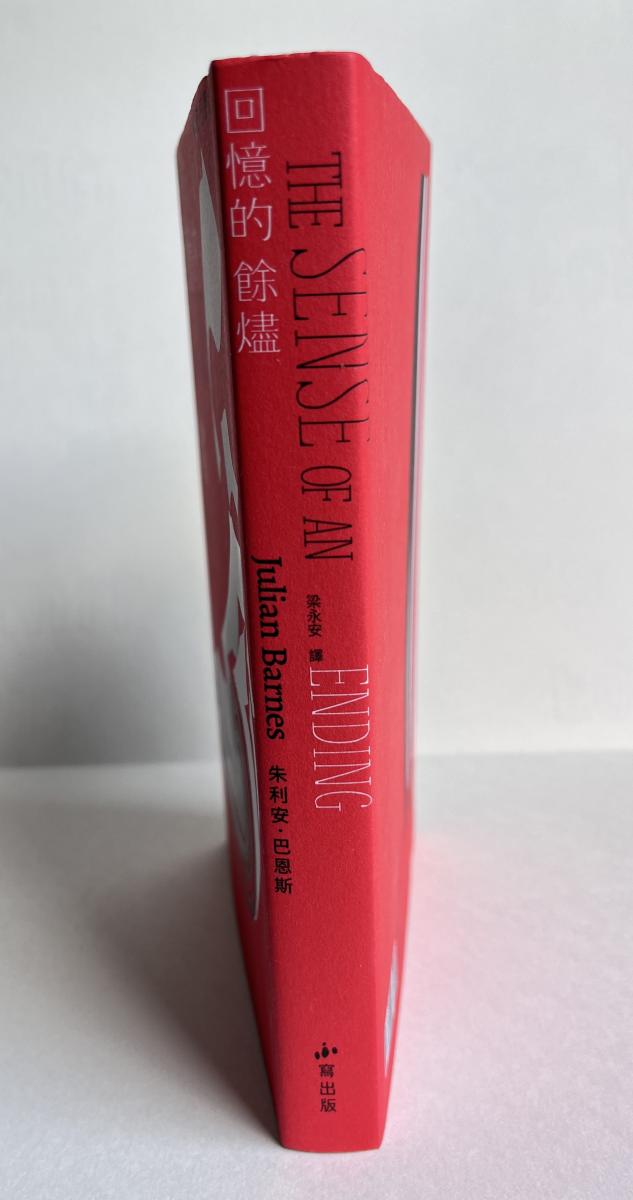 回憶的餘燼
THE SENSE OF AN
ENDING
Julian Barnes
朱利安·巴恩斯
梁永安 譯
寫出版